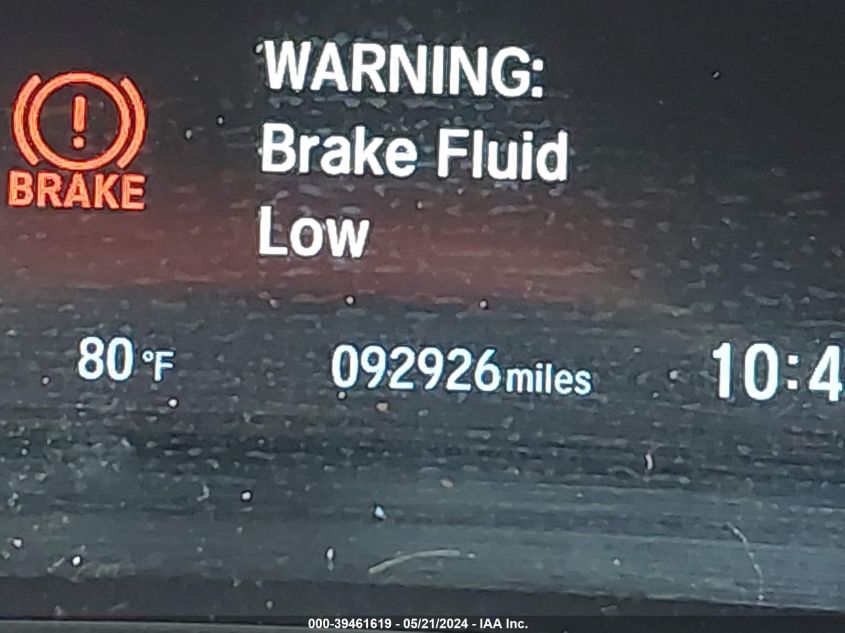 WARNING:
Brake Fluid
Low
BRAKE
80 °F 092926 miles 10:4
000-39461619 - 05/21/2024 - IAA Inc.